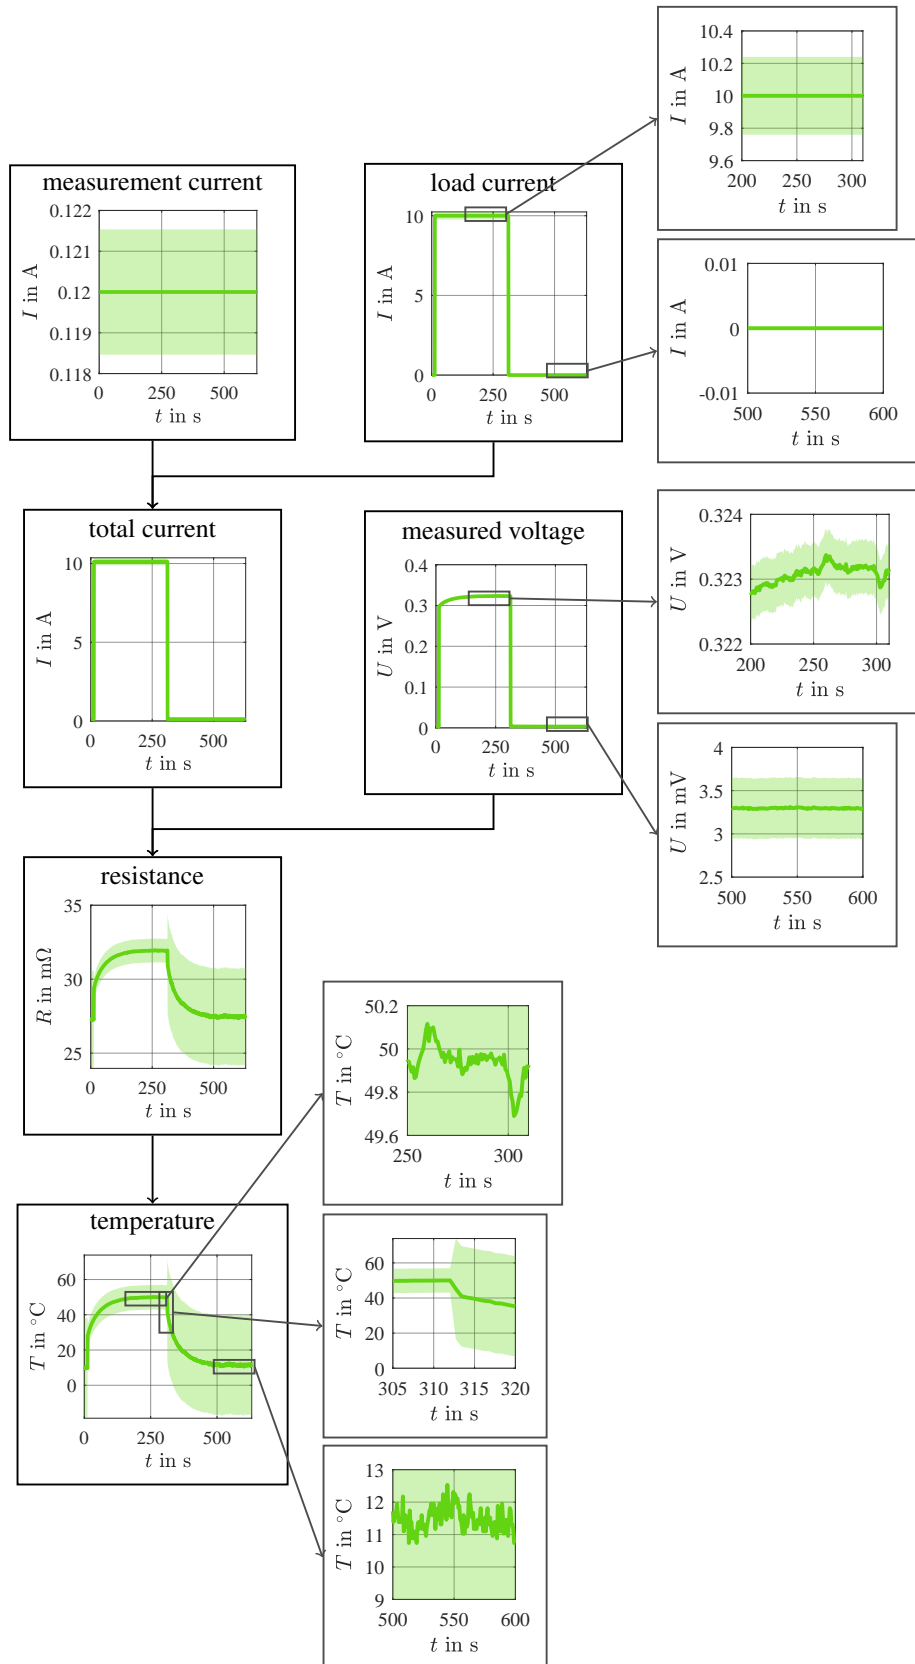 10.4
10.2
10
9.8
9.6
I in A
200 250 300
t in s
measurement current
0.122
0.121
0.12
0.119
0.118
I in A
0 250 500
t in s
load current
10
5
0
I in A
0 250 500
t in s
0.01
0
-0.01
I in A
500 550 600
t in s
total current
10
5
0
I in A
0 250 500
t in s
measured voltage
0.4
0.3
0.2
0.1
0
U in V
0 250 500
t in s
0.324
0.323
0.322
U in V
200 250 300
t in s
4
3.5
3
2.5
U in mV
500 550 600
t in s
resistance
35
30
25
R in mΩ
0 250 500
t in s
50.2
50
49.8
49.6
T in °C
250 300
t in s
temperature
60
40
20
0
T in °C
0 250 500
t in s
60
40
20
0
T in °C
305 310 315 320
t in s
13
12
11
10
9
T in °C
500 550 600
t in s